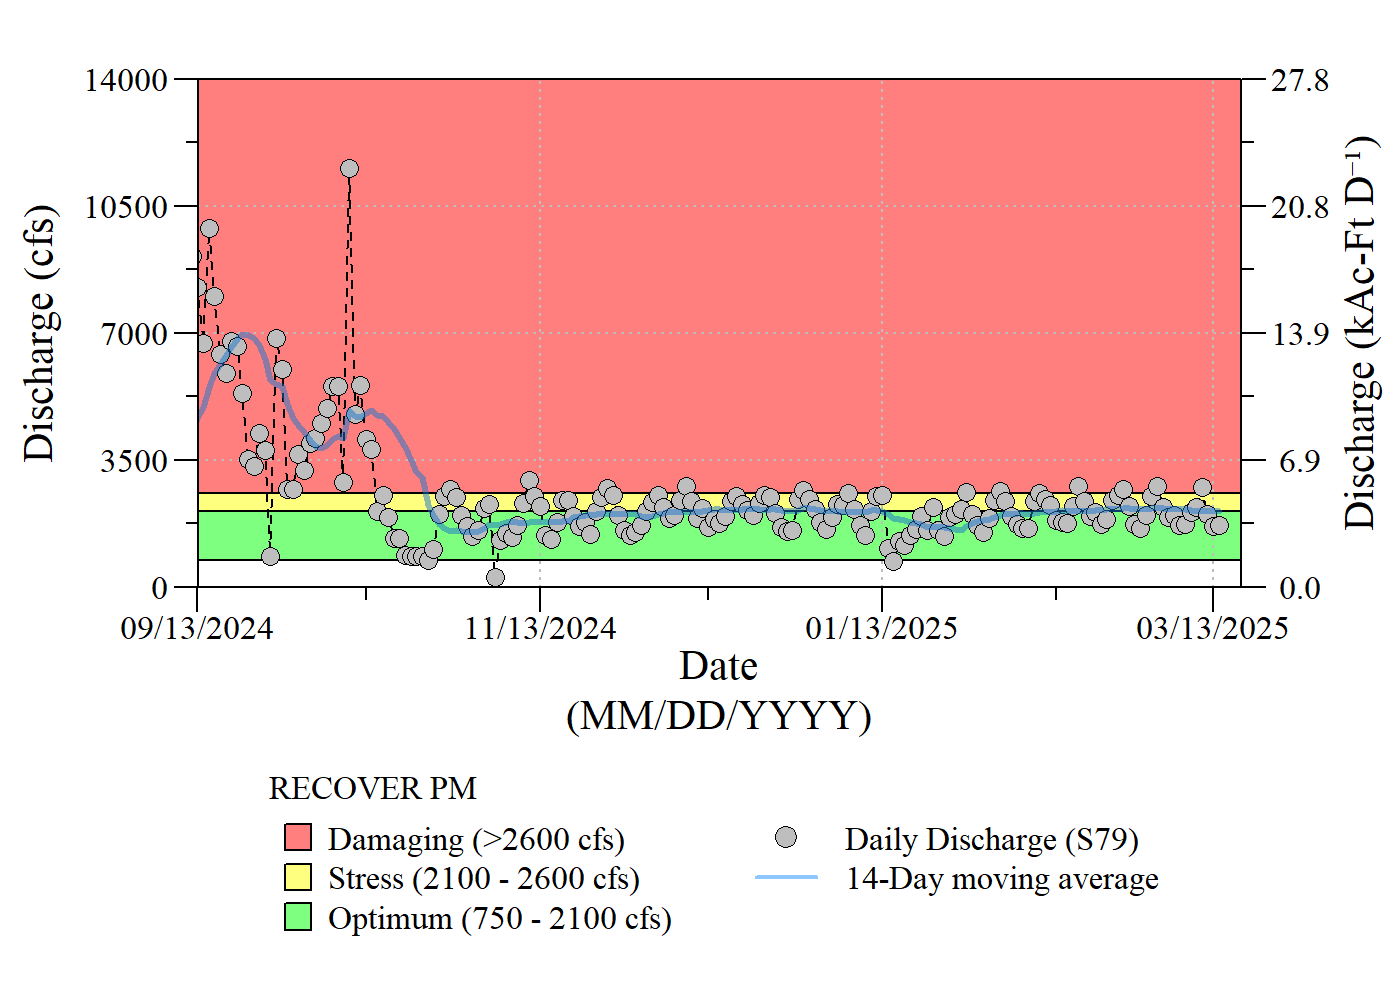 14000
10500
7000
3500
0
Discharge (cfs)
27.8
20.8
13.9
6.9
0.0
Discharge (kAc-Ft D⁻¹)
09/13/2024
11/13/2024
01/13/2025
03/13/2025
Date
(MM/DD/YYYY)
RECOVER PM
Damaging (>2600 cfs)
Stress (2100 - 2600 cfs)
Optimum (750 - 2100 cfs)
Daily Discharge (S79)
14-Day moving average